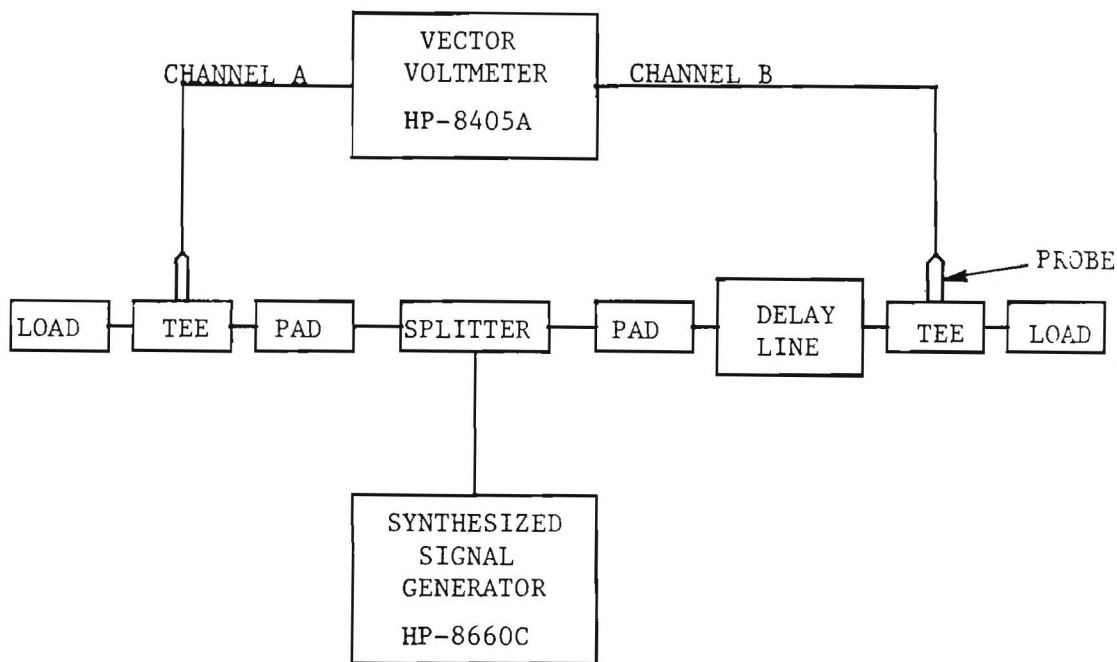 VECTOR
VOLTMETER
HP-8405A
CHANNEL A
CHANNEL B
PROBE
LOAD
TEE
PAD
SPLITTER
PAD
DELAY
LINE
TEE
LOAD
SYNTHESIZED
SIGNAL
GENERATOR
HP-8660C